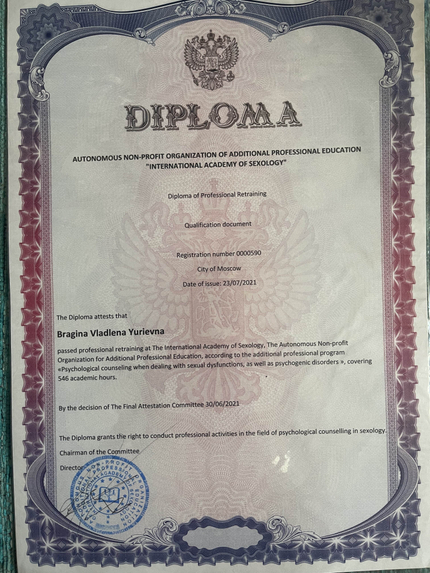 DIPLOMA
AUTONOMOUS NON-PROFIT ORGANIZATION OF ADDITIONAL PROFESSIONAL EDUCATION
"INTERNATIONAL ACADEMY OF SEXOLOGY"
Diploma of Professional Retraining
Qualification document
Registration number 0000590
City of Moscow
Date of issue: 23/07/2021
The Diploma attests that
Bragina Vladlena Yurievna
passed professional retraining at The International Academy of Sexology, The Autonomous Non-profit
Organization for Additional Professional Education, according to the additional professional program
«Psychological counseling when dealing with sexual dysfunctions, as well as psychogenic disorders », covering
546 academic hours.
By the decision of The Final Attestation Committee 30/06/2021
The Diploma grants the right to conduct professional activities in the field of psychological counselling in sexology.
Chairman of the Committee
Director